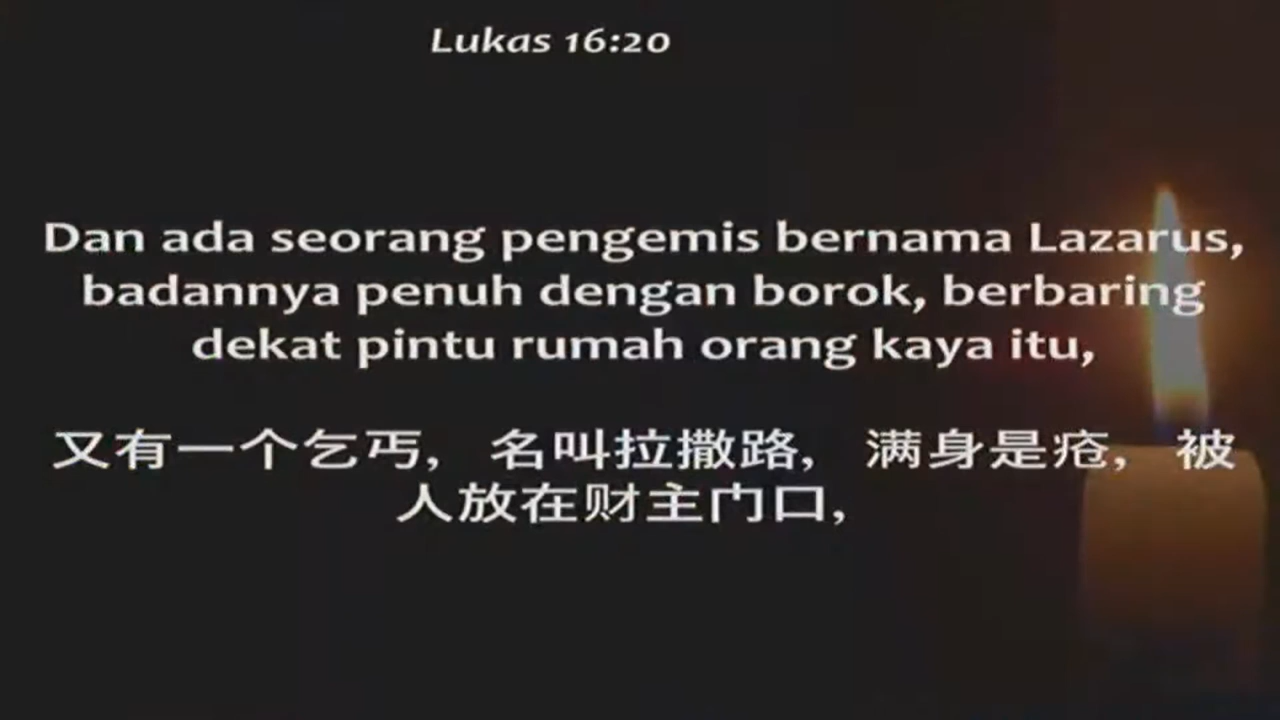 Lukas 16:20
Dan ada seorang pengemis bernama Lazarus,
badannya penuh dengan borok, berbaring
dekat pintu rumah orang kaya itu,
又有一个乞丐, 名叫拉撒路, 满身是疮, 被
人放在财主门口,